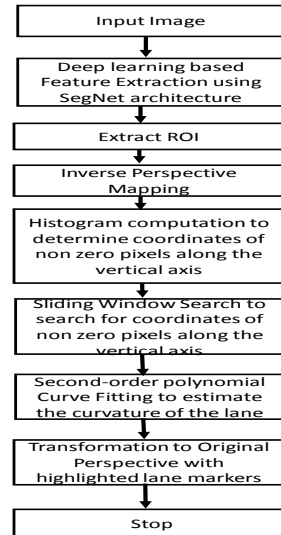 Input Image
Deep learning based
Feature Extraction using
SegNet architecture
Extract ROI
Inverse Perspective
Mapping
Histogram computation to
determine coordinates of
non zero pixels along the
vertical axis
Sliding Window Search to
search for coordinates of
non zero pixels along the
vertical axis
Second-order polynomial
Curve Fitting to estimate
the curvature of the lane
Transformation to Original
Perspective with
highlighted lane markers
Stop